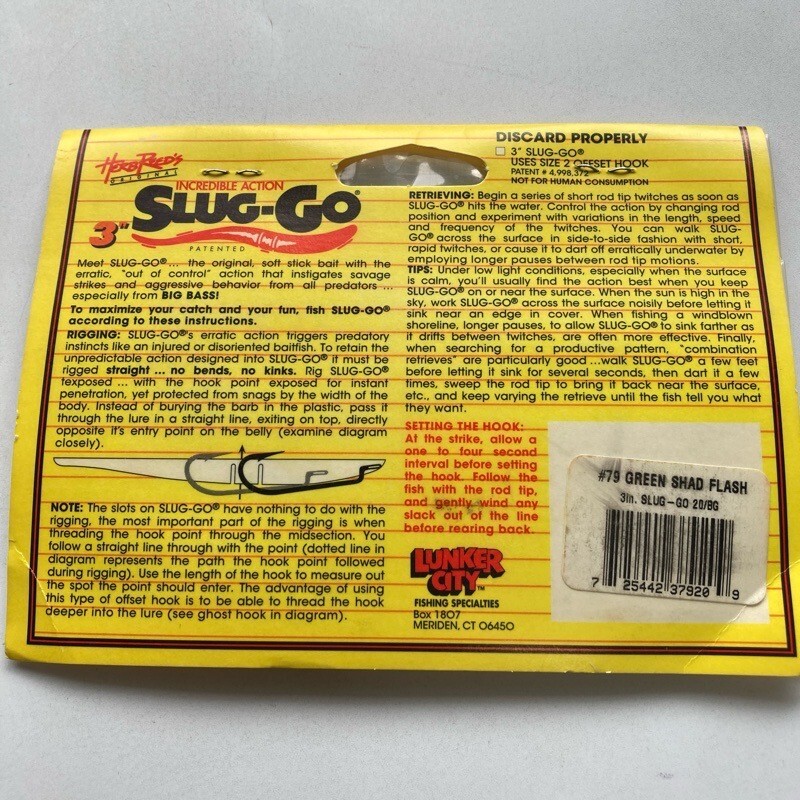 HERB REED'S
ORIGINAL
INCREDIBLE ACTION
3" SLUG-GO®
PATENTED
Meet SLUG-GO®... the original, soft stick bait with the
erratic, "out of control" action that instigates savage
strikes and aggressive behavior from all predators ...
especially from BIG BASS!
To maximize your catch and your fun, fish SLUG-GO®
according to these instructions.
RIGGING: SLUG-GO®'s erratic action triggers predatory
instincts like an injured or disoriented baitfish. To retain the
unpredictable action designed into SLUG-GO® it must be
rigged straight ... no bends, no kinks. Rig SLUG-GO®
Texposed ... with the hook point exposed for instant
penetration, yet protected from snags by the width of the
body. Instead of burying the barb in the plastic, pass it
through the lure in a straight line, exiting on top, directly
opposite it's entry point on the belly (examine diagram
closely).
NOTE: The slots on SLUG-GO® have nothing to do with the
rigging, the most important part of the rigging is when
threading the hook point through the midsection. You
follow a straight line through with the point (dotted line in
diagram represents the path the hook point followed
during rigging). Use the length of the hook to measure out
the spot the point should enter. The advantage of using
this type of offset hook is to be able to thread the hook
deeper into the lure (see ghost hook in diagram).
DISCARD PROPERLY
3" SLUG-GO®
USES SIZE 2 OFFSET HOOK
PATENT # 4,998,372
NOT FOR HUMAN CONSUMPTION
RETRIEVING: Begin a series of short rod tip twitches as soon as
SLUG-GO® hits the water. Control the action by changing rod
position and experiment with variations in the length, speed
and frequency of the twitches. You can walk SLUG-
GO® across the surface in side-to-side fashion with short,
rapid twitches, or cause it to dart off erratically underwater by
employing longer pauses between rod tip motions.
TIPS: Under low light conditions, especially when the surface
is calm, you'll usually find the action best when you keep
SLUG-GO® on or near the surface. When the sun is high in the
sky, work SLUG-GO® across the surface noisily before letting it
sink near an edge in cover. When fishing a windblown
shoreline, longer pauses, to allow SLUG-GO® to sink farther as
it drifts between twitches, are often more effective. Finally,
when searching for a productive pattern, "combination
retrieves" are particularly good ...walk SLUG-GO® a few feet
before letting it sink for several seconds, then dart it a few
times, sweep the rod tip to bring it back near the surface,
etc., and keep varying the retrieve until the fish tell you what
they want.
SETTING THE HOOK:
At the strike, allow a
one to four second
interval before setting
the hook. Follow the
fish with the rod tip,
and gently wind any
slack out of the line
before rearing back.
LUNKER
CITY™
FISHING SPECIALTIES
Box 1807
MERIDEN, CT 06450
#79 GREEN SHAD FLASH
3in. SLUG-GO 20/BG
7 25442 37920 9